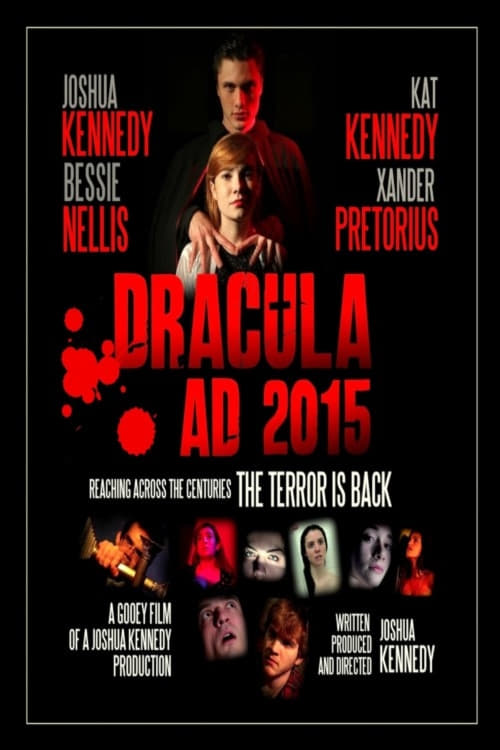 JOSHUA
KENNEDY
BESSIE
NELLIS
KAT
KENNEDY
XANDER
PRETORIUS
DRACULA
AD 2015
REACHING ACROSS THE CENTURIES THE TERROR IS BACK
A GOOEY FILM
OF A JOSHUA KENNEDY
PRODUCTION
WRITTEN
PRODUCED
AND DIRECTED
JOSHUA
KENNEDY